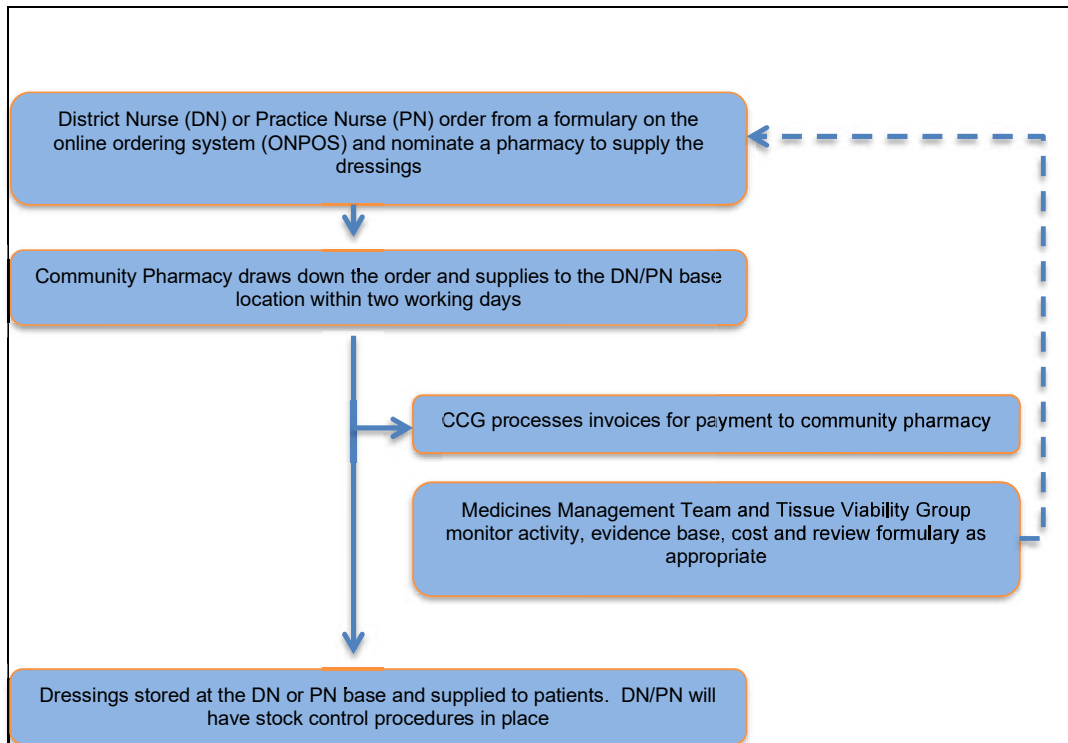 District Nurse (DN) or Practice Nurse (PN) order from a formulary on the
online ordering system (ONPOS) and nominate a pharmacy to supply the
dressings
Community Pharmacy draws down the order and supplies to the DN/PN base
location within two working days
CCG processes invoices for payment to community pharmacy
Medicines Management Team and Tissue Viability Group
monitor activity, evidence base, cost and review formulary as
appropriate
Dressings stored at the DN or PN base and supplied to patients.  DN/PN will
have stock control procedures in place